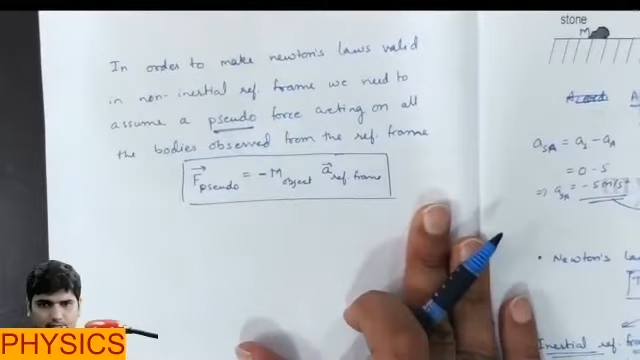 In order to make newton's laws valid
in non-inertial ref. frame we need to
assume a pseudo force acting on all
the bodies observed from the ref. frame
F⃗pseudo = -Mobject a⃗ref. frame
stone
M
aSA = aS - aA
= 0 - 5
⇒ aSA = -5 m/s²
• Newton's
Inertial ref.
PHYSICS